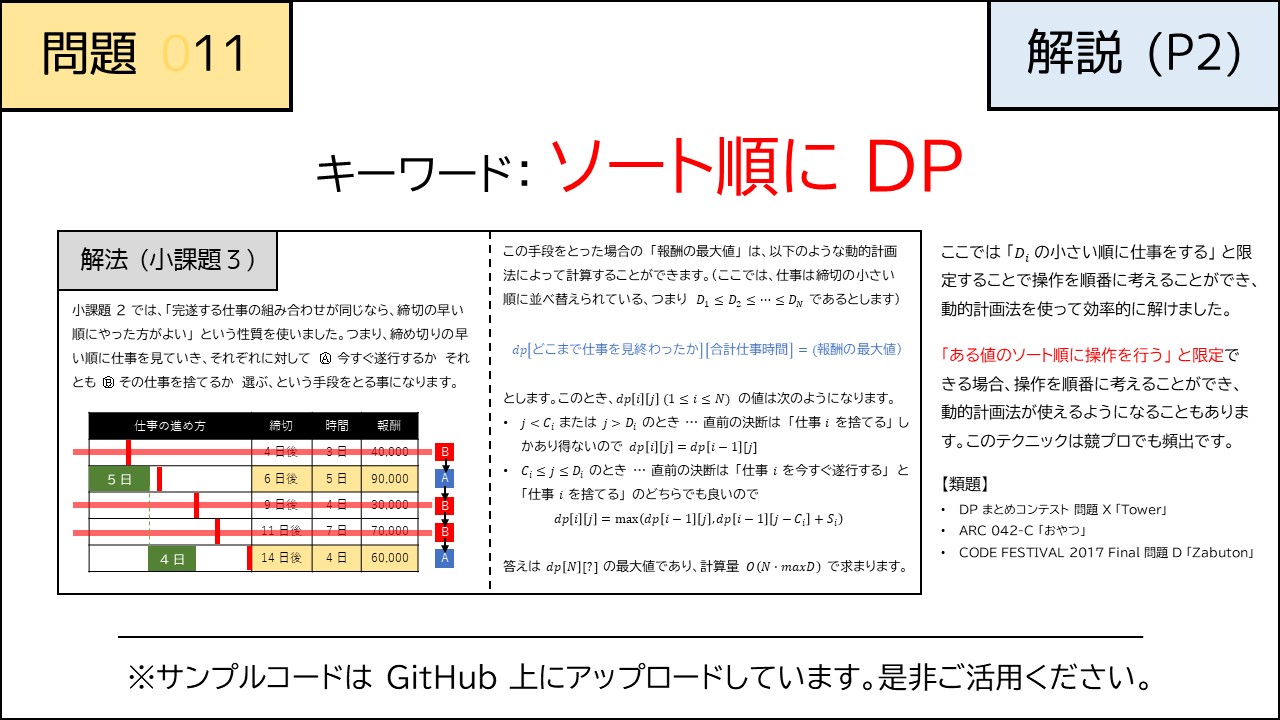 問題 011
解説 (P2)
キーワード: ソート順に DP
解法 (小課題3)
小課題 2 では、「完遂する仕事の組み合わせが同じなら、締切の早い
順にやった方がよい」 という性質を使いました。つまり、締め切りの早
い順に仕事を見ていき、それぞれに対して Ⓐ 今すぐ遂行するか それ
とも Ⓑ その仕事を捨てるか 選ぶ、という手段をとる事になります。
仕事の進め方 締切 時間 報酬
4 日後 3 日 40,000 B
5 日 6 日後 5 日 90,000 A
9 日後 4 日 30,000 B
11 日後 7 日 70,000 B
4 日 14 日後 4 日 60,000 A
この手段をとった場合の 「報酬の最大値」 は、以下のような動的計画
法によって計算することができます。（ここでは、仕事は締切の小さい
順に並べ替えられている、つまり D₁ ≤ D₂ ≤ ⋯ ≤ D_N であるとします）
dp[どこまで仕事を見終わったか][合計仕事時間] = (報酬の最大値)
とします。このとき、dp[i][j] (1 ≤ i ≤ N) の値は次のようになります。
• j < C_i または j > D_i のとき … 直前の決断は 「仕事 i を捨てる」 し
かあり得ないので dp[i][j] = dp[i − 1][j]
• C_i ≤ j ≤ D_i のとき … 直前の決断は 「仕事 i を今すぐ遂行する」 と
「仕事 i を捨てる」 のどちらでも良いので
dp[i][j] = max(dp[i − 1][j], dp[i − 1][j − C_i] + S_i)
答えは dp[N][?] の最大値であり、計算量 O(N · maxD) で求まります。
ここでは 「D_i の小さい順に仕事をする」 と限
定することで操作を順番に考えることができ、
動的計画法を使って効率的に解けました。
「ある値のソート順に操作を行う」 と限定で
きる場合、操作を順番に考えることができ、
動的計画法が使えるようになることもありま
す。このテクニックは競プロでも頻出です。
【類題】
• DP まとめコンテスト 問題 X 「Tower」
• ARC 042-C 「おやつ」
• CODE FESTIVAL 2017 Final 問題 D 「Zabuton」
※サンプルコードは GitHub 上にアップロードしています。是非ご活用ください。